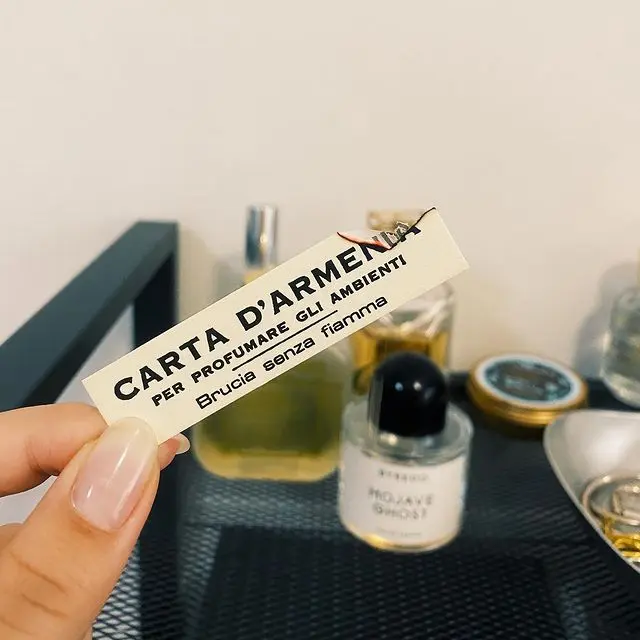 CARTA D'ARMENIA
PER PROFUMARE GLI AMBIENTI
Brucia senza fiamma
BYREDO
MOJAVE
GHOST